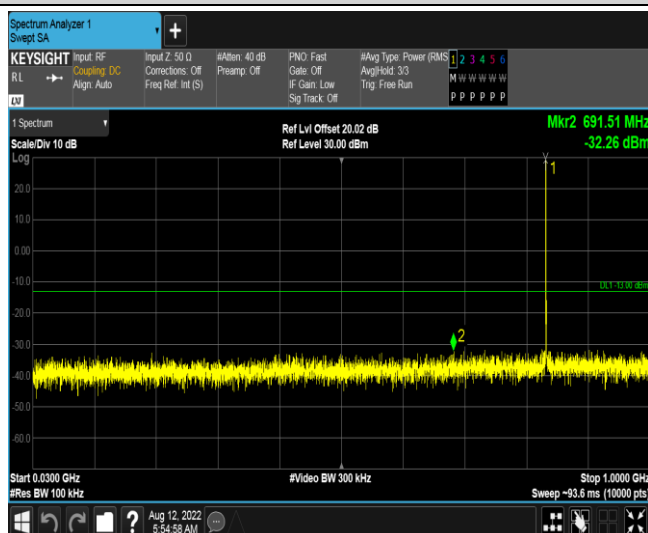 Spectrum Analyzer 1
Swept SA
+
KEYSIGHT
RL
LXI
Input: RF
Coupling: DC
Align: Auto
Input Z: 50 Ω
Corrections: Off
Freq Ref: Int (S)
#Atten: 40 dB
Preamp: Off
PNO: Fast
Gate: Off
IF Gain: Low
Sig Track: Off
#Avg Type: Power (RMS
Avg|Hold: 3/3
Trig: Free Run
1 2 3 4 5 6
M W W W W W
P P P P P P
1 Spectrum
Scale/Div 10 dB
Ref Lvl Offset 20.02 dB
Ref Level 30.00 dBm
Mkr2 691.51 MHz
-32.26 dBm
Log
1
20.0
10.0
0.00
-10.0
DL1 -13.00 dBm
-20.0
2
-30.0
-40.0
-50.0
-60.0
Start 0.0300 GHz
#Res BW 100 kHz
#Video BW 300 kHz
Stop 1.0000 GHz
Sweep ~93.6 ms (10000 pts)
?
Aug 12, 2022
5:54:58 AM